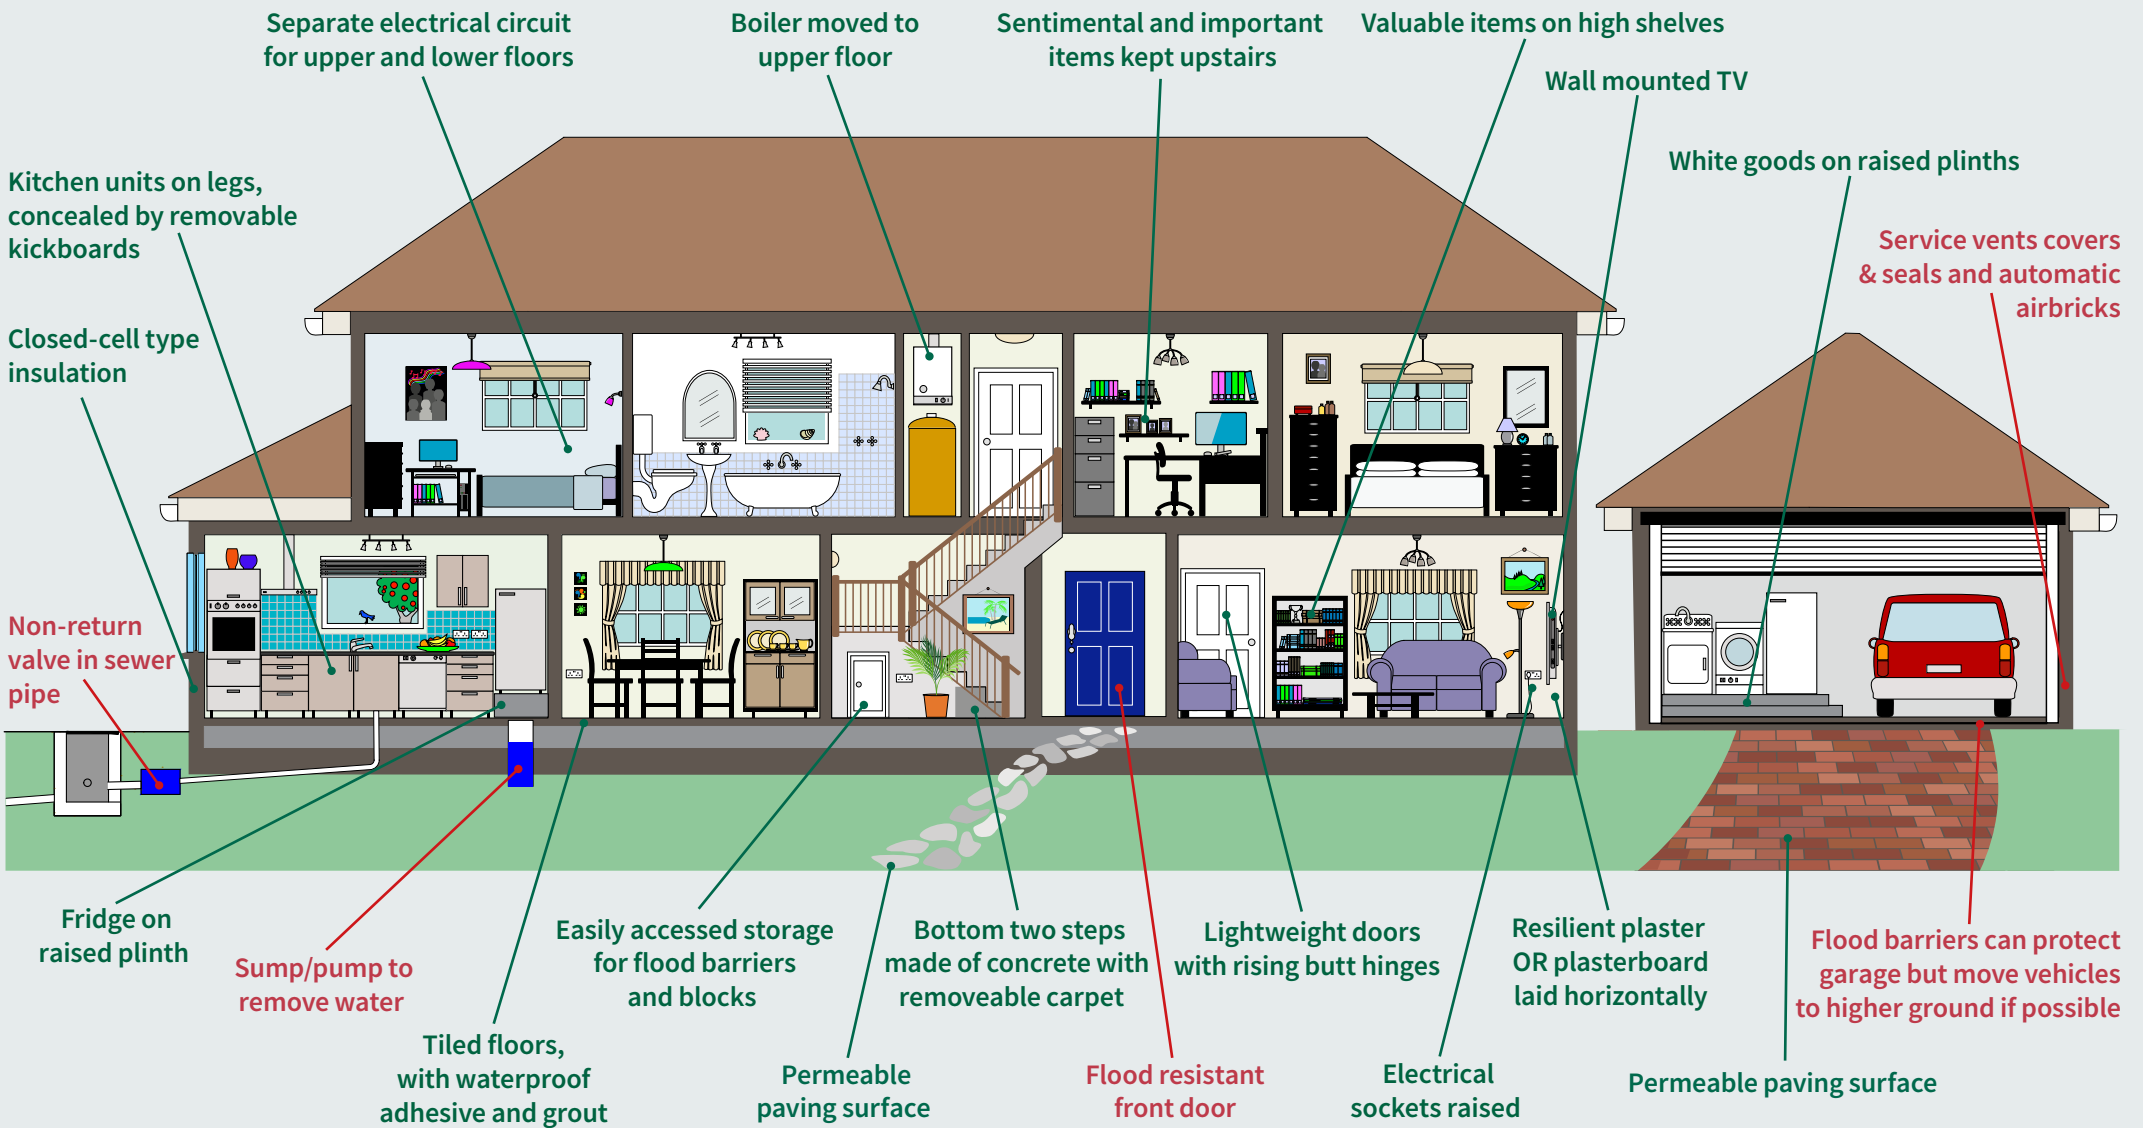 Separate electrical circuit
for upper and lower floors
Boiler moved to
upper floor
Sentimental and important
items kept upstairs
Valuable items on high shelves
Wall mounted TV
White goods on raised plinths
Kitchen units on legs,
concealed by removable
kickboards
Service vents covers
& seals and automatic
airbricks
Closed-cell type
insulation
Non-return
valve in sewer
pipe
Fridge on
raised plinth
Sump/pump to
remove water
Tiled floors,
with waterproof
adhesive and grout
Easily accessed storage
for flood barriers
and blocks
Permeable
paving surface
Bottom two steps
made of concrete with
removeable carpet
Flood resistant
front door
Lightweight doors
with rising butt hinges
Electrical
sockets raised
Resilient plaster
OR plasterboard
laid horizontally
Permeable paving surface
Flood barriers can protect
garage but move vehicles
to higher ground if possible